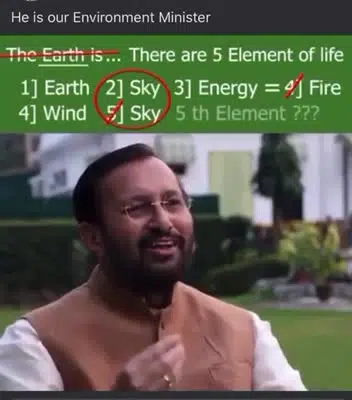 He is our Environment Minister
The Earth is... There are 5 Element of life
1] Earth 2] Sky 3] Energy = 4] Fire
4] Wind 5] Sky 5 th Element ???